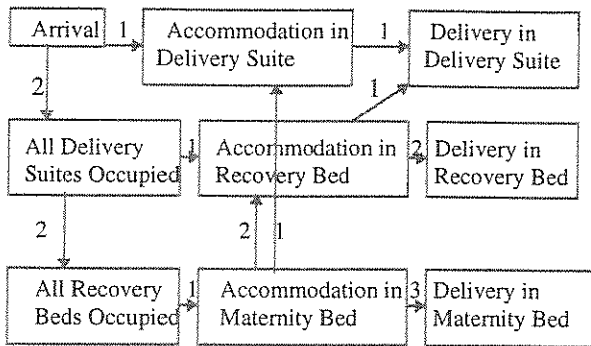 Arrival
1
Accommodation in
Delivery Suite
1
Delivery in
Delivery Suite
2
1
All Delivery
Suites Occupied
1
Accommodation in
Recovery Bed
2
Delivery in
Recovery Bed
2
2
1
All Recovery
Beds Occupied
1
Accommodation in
Maternity Bed
3
Delivery in
Maternity Bed